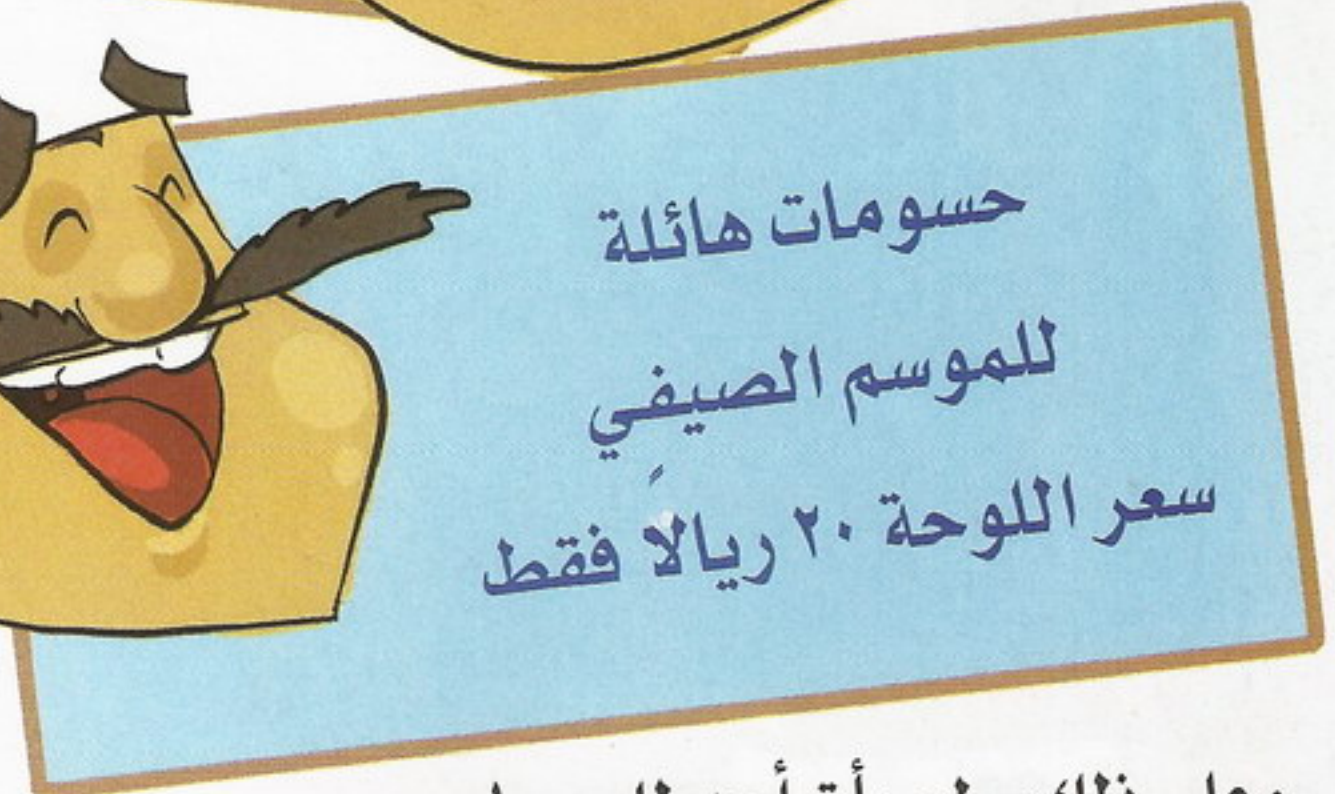 حسومات هائلة
للموسم الصيفي
سعر اللوحة ٢٠ ريالاً فقط